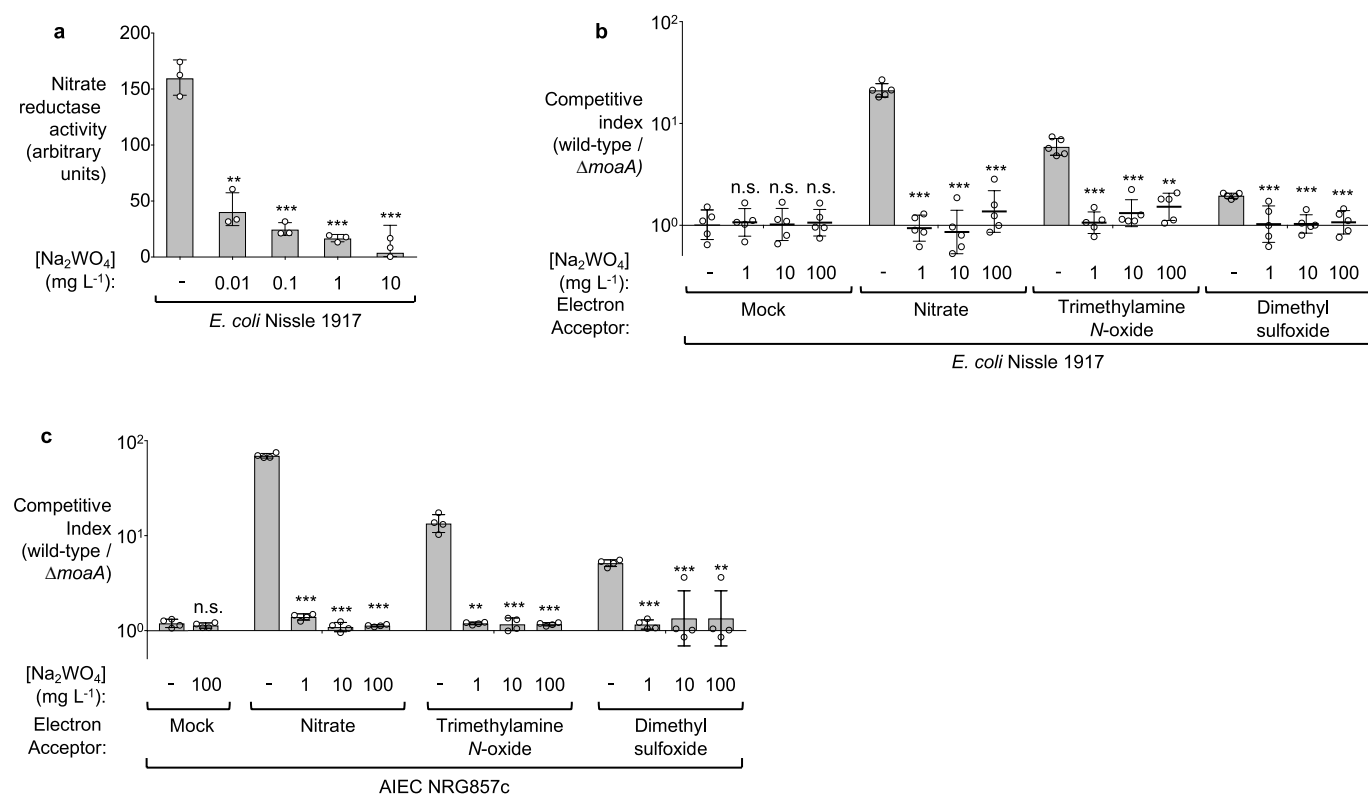 a
200
150
100
50
0
Nitrate
reductase
activity
(arbitrary
units)
**
***
***
***
[Na₂WO₄]
(mg L⁻¹):
- 0.01 0.1 1 10
E. coli Nissle 1917
b
10²
10¹
10⁰
Competitive
index
(wild-type /
ΔmoaA)
n.s. n.s. n.s.
*** *** ***
*** *** **
*** *** ***
[Na₂WO₄]
(mg L⁻¹):
- 1 10 100 - 1 10 100 - 1 10 100 - 1 10 100
Electron
Acceptor:
Mock
Nitrate
Trimethylamine
N-oxide
Dimethyl
sulfoxide
E. coli Nissle 1917
c
10²
10¹
10⁰
Competitive
Index
(wild-type /
ΔmoaA)
n.s.
*** *** ***
** *** ***
*** *** **
[Na₂WO₄]
(mg L⁻¹):
- 100 - 1 10 100 - 1 10 100 - 1 10 100
Electron
Acceptor:
Mock
Nitrate
Trimethylamine
N-oxide
Dimethyl
sulfoxide
AIEC NRG857c